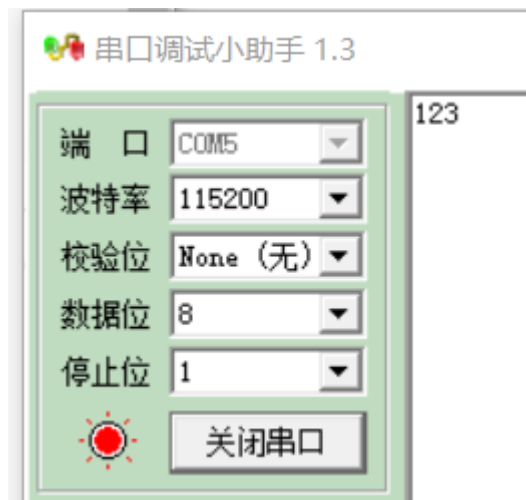 串口调试小助手 1.3
123
端 口 COM5
波特率 115200
校验位 None (无)
数据位 8
停止位 1
关闭串口